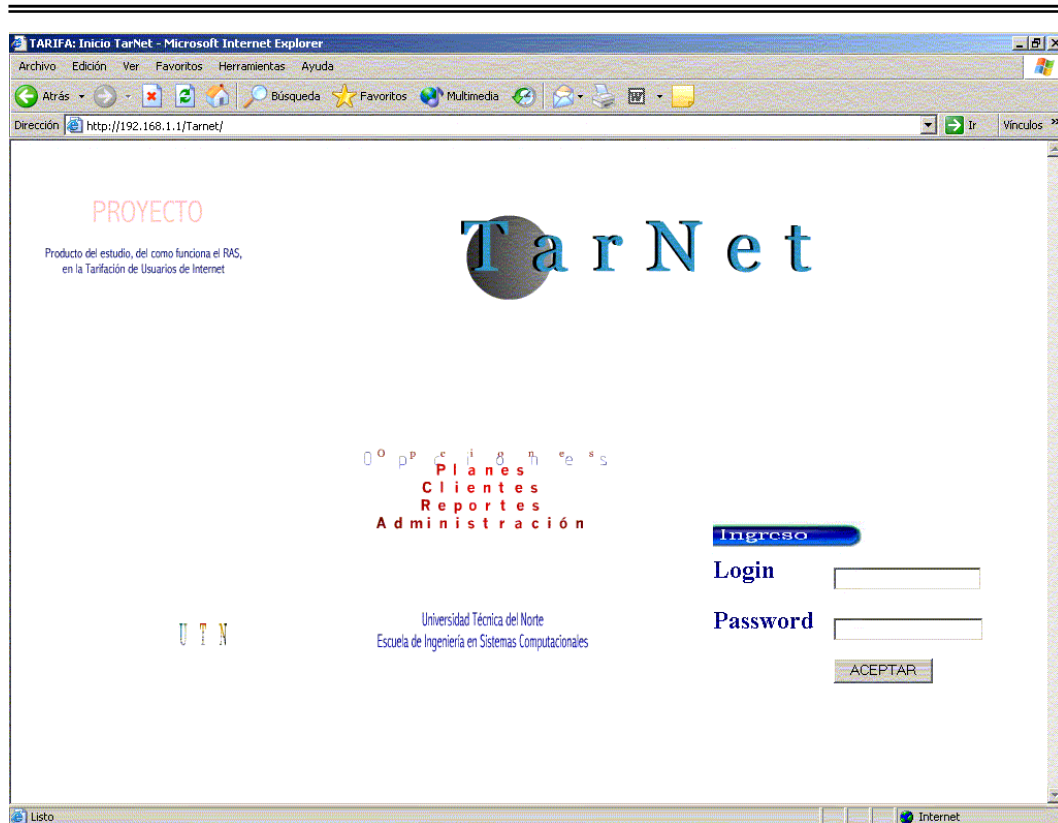 TARIFA: Inicio TarNet - Microsoft Internet Explorer
Archivo Edición Ver Favoritos Herramientas Ayuda
Atrás Búsqueda Favoritos Multimedia
Dirección http://192.168.1.1/Tarnet/ Ir Vínculos »
PROYECTO
Producto del estudio, del como funciona el RAS,
en la Tarifación de Usuarios de Internet
TarNet
Opciones
Planes
Clientes
Reportes
Administración
Ingreso
Login
Password
ACEPTAR
UTN
Universidad Técnica del Norte
Escuela de Ingeniería en Sistemas Computacionales
Listo Internet